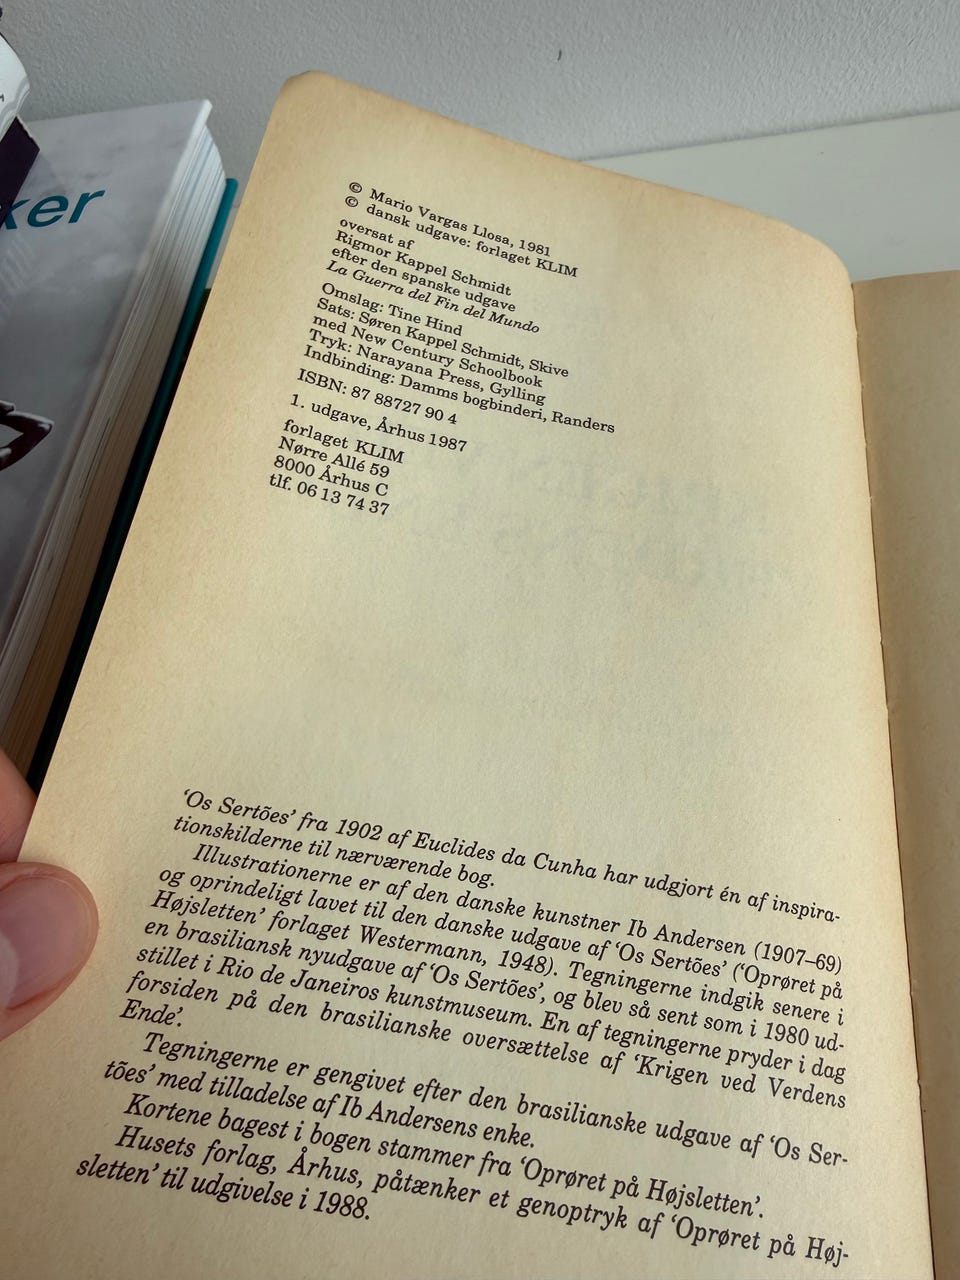 ker
© Mario Vargas Llosa, 1981
© dansk udgave: forlaget KLIM
oversat af
Rigmor Kappel Schmidt
efter den spanske udgave
La Guerra del Fin del Mundo
Omslag: Tine Hind
Sats: Søren Kappel Schmidt, Skive
med New Century Schoolbook
Tryk: Narayana Press, Gylling
Indbinding: Damms bogbinderi, Randers
ISBN: 87 88727 90 4
1. udgave, Århus 1987
forlaget KLIM
Nørre Allé 59
8000 Århus C
tlf. 06 13 74 37
'Os Sertões' fra 1902 af Euclides da Cunha har udgjort én af inspira-
tionskilderne til nærværende bog.
Illustrationerne er af den danske kunstner Ib Andersen (1907–69)
og oprindeligt lavet til den danske udgave af 'Os Sertões' ('Oprøret på
Højsletten' forlaget Westermann, 1948). Tegningerne indgik senere i
en brasiliansk nyudgave af 'Os Sertões', og blev så sent som i 1980 ud-
stillet i Rio de Janeiros kunstmuseum. En af tegningerne pryder i dag
forsiden på den brasilianske oversættelse af 'Krigen ved Verdens
Ende'.
Tegningerne er gengivet efter den brasilianske udgave af 'Os Ser-
tões' med tilladelse af Ib Andersens enke.
Kortene bagest i bogen stammer fra 'Oprøret på Højsletten'.
Husets forlag, Århus, påtænker et genoptryk af 'Oprøret på Høj-
sletten' til udgivelse i 1988.